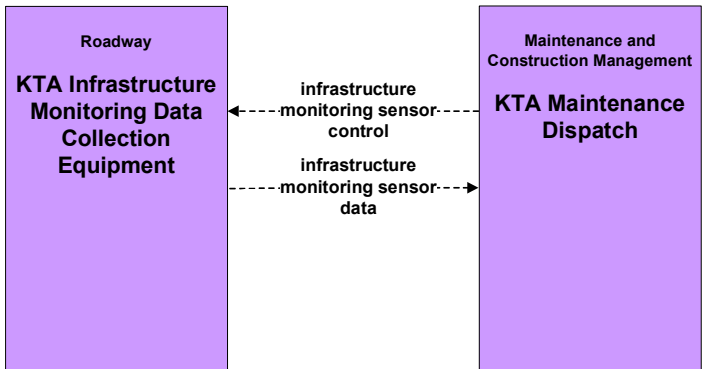 Roadway
KTA Infrastructure
Monitoring Data
Collection
Equipment
infrastructure
monitoring sensor
control
infrastructure
monitoring sensor
data
Maintenance and
Construction Management
KTA Maintenance
Dispatch